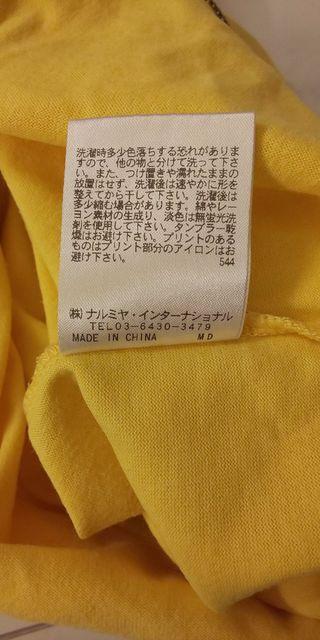 洗濯時多少色落ちする恐れがありま
すので、他の物と分けて洗って下さ
い。また、つけ置きや濡れたままの
放置はせず、洗濯後は速やかに形を
整えてから干して下さい。洗濯後は
多少縮む場合があります。綿やレー
ヨン素材の生成り、淡色は無蛍光洗
剤を使用して下さい。タンブラー乾
燥はお避け下さい。プリントのある
ものはプリント部分のアイロンはお
避け下さい。
544
(株)ナルミヤ・インターナショナル
TEL03-6430-3479
MADE IN CHINA MD